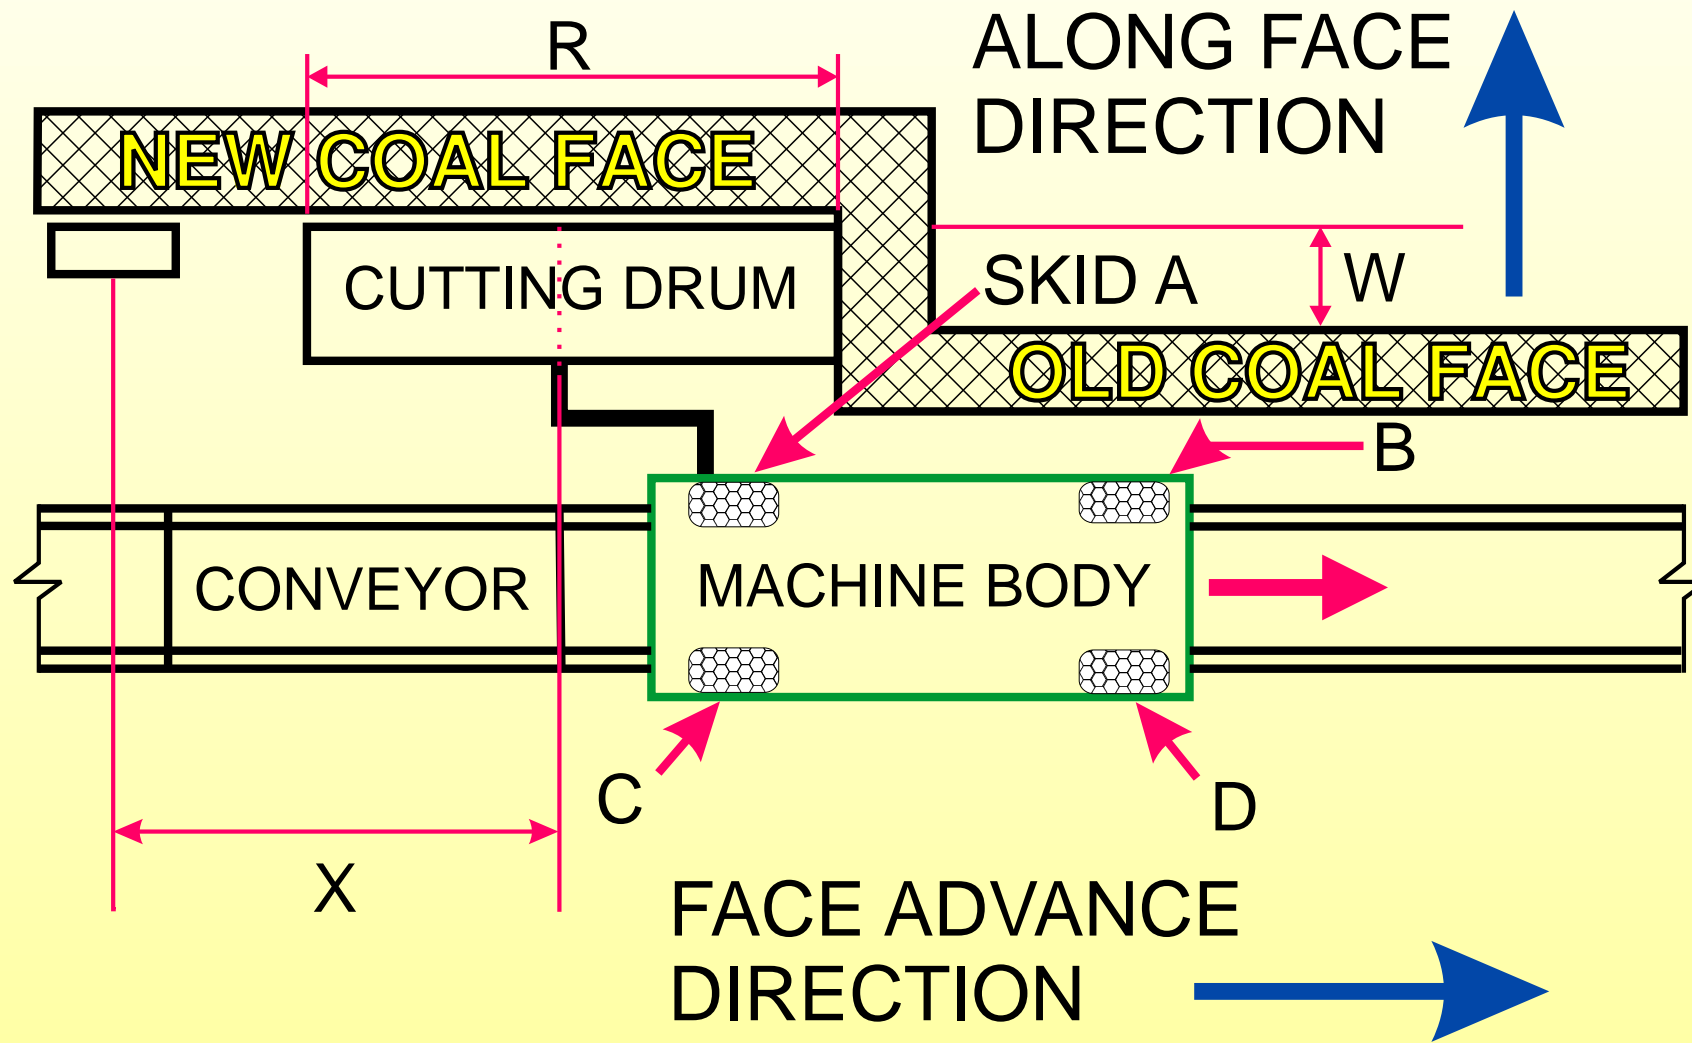 R
ALONG FACE
DIRECTION
NEW COAL FACE
CUTTING DRUM
SKID A
W
OLD COAL FACE
B
CONVEYOR
MACHINE BODY
C
D
X
FACE ADVANCE
DIRECTION